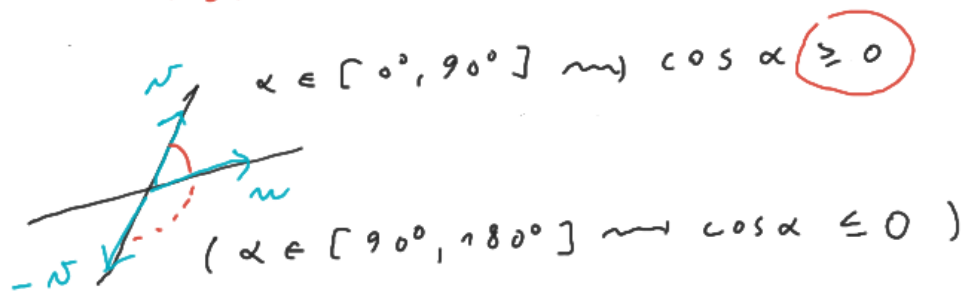 v
α ∈ [0°, 90°] ⇝ cos α ≥ 0
u
(α ∈ [90°, 180°] ⇝ cos α ≤ 0)
-v